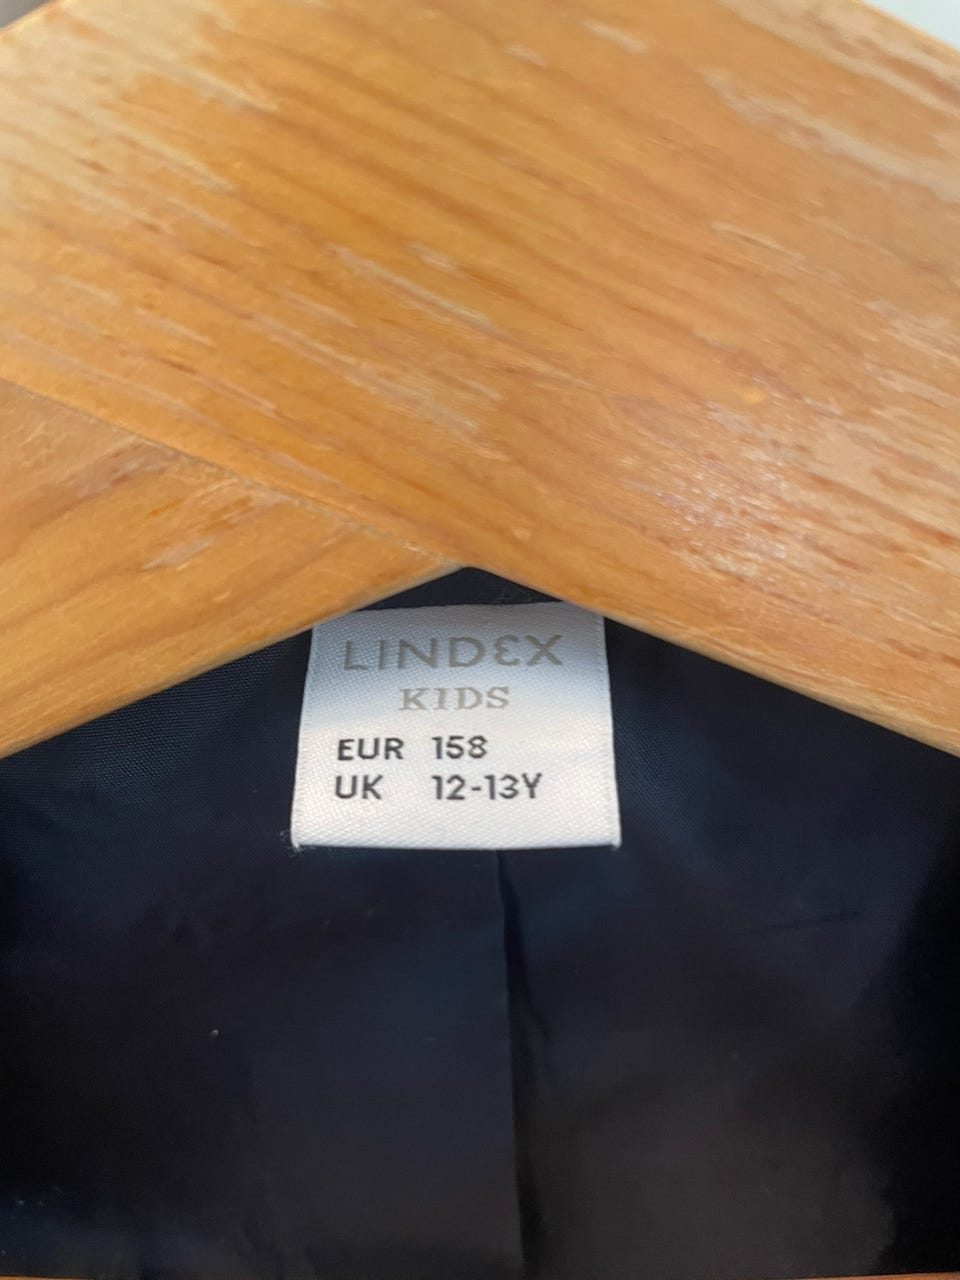 LINDEX
KIDS
EUR 158
UK 12-13Y